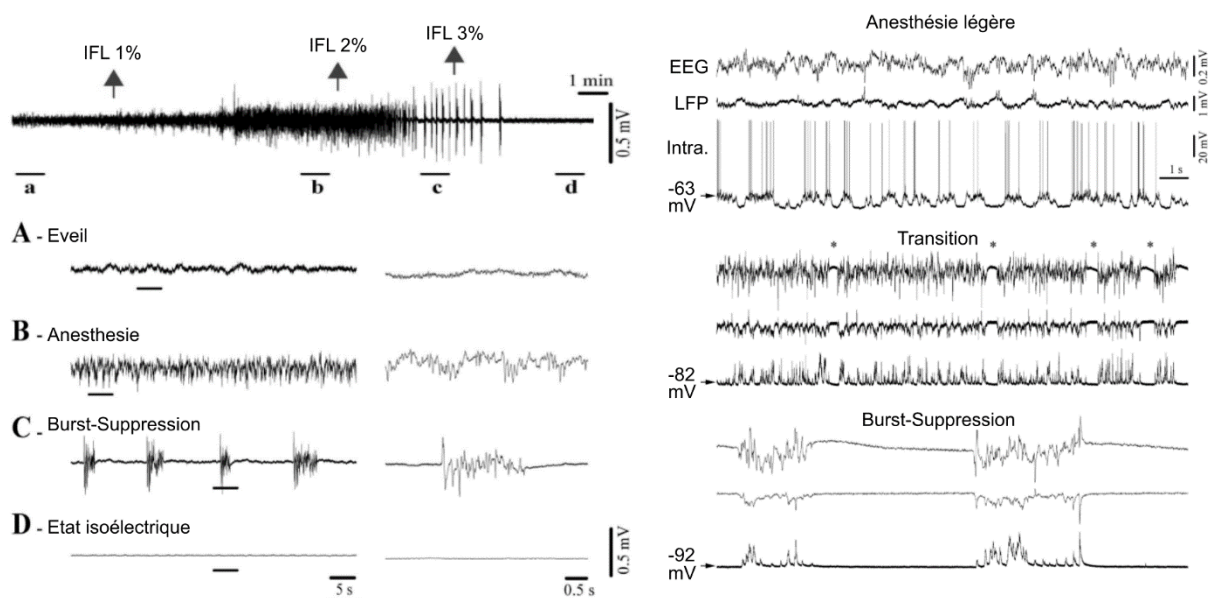 IFL 1%
IFL 2%
IFL 3%
1 min
0.5 mV
a
b
c
d
A - Eveil
B - Anesthesie
C - Burst-Suppression
D - Etat isoélectrique
0.5 mV
5 s
0.5 s
Anesthésie légère
EEG
0.2 mV
LFP
1 mV
Intra.
20 mV
1 s
-63
mV
Transition
* * * *
-82
mV
Burst-Suppression
-92
mV